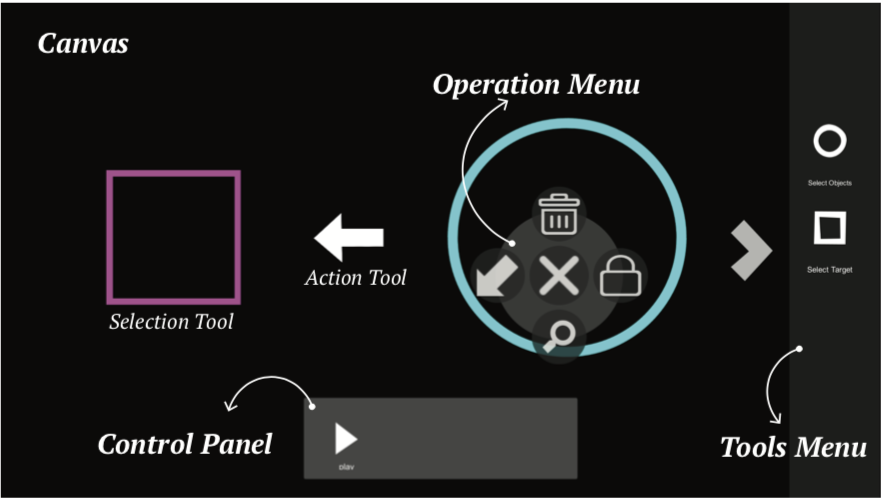 Canvas
Operation Menu
Select Objects
Select Target
Action Tool
Selection Tool
Control Panel
Tools Menu
play